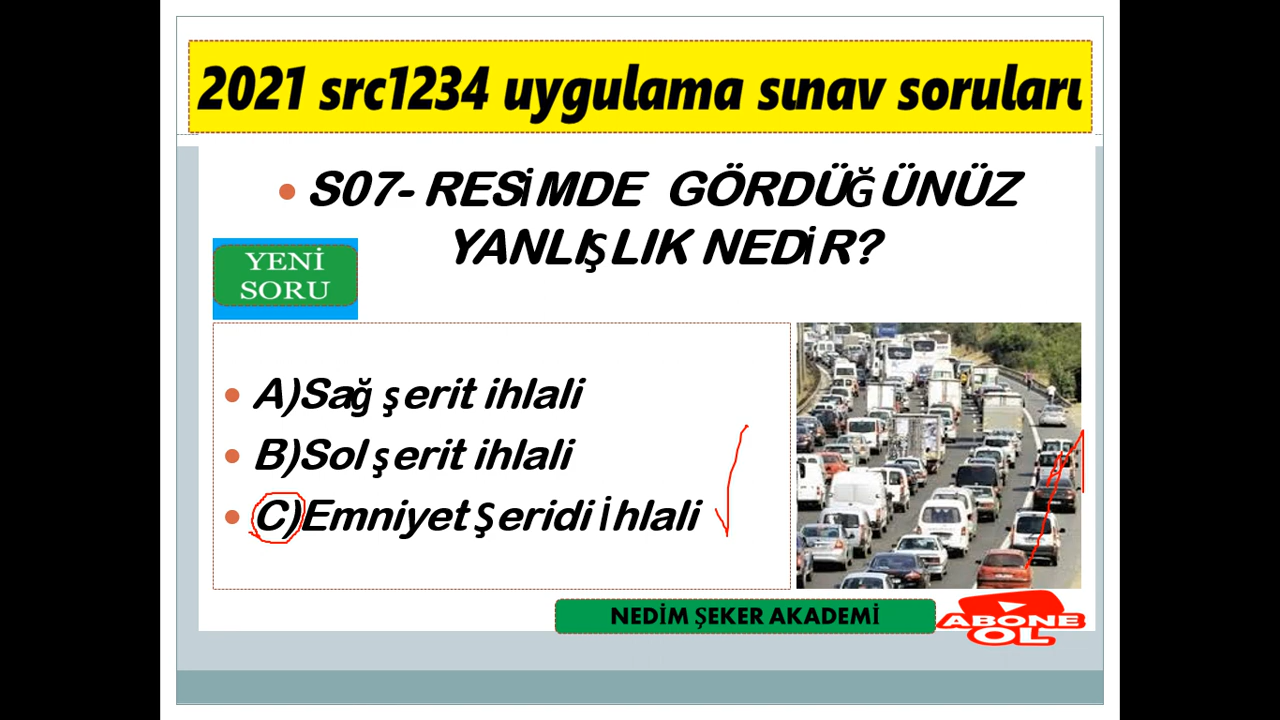 2021 src1234 uygulama sınav soruları
S07- RESİMDE GÖRDÜĞÜNÜZ
YANLIŞLIK NEDİR?
YENİ
SORU
A)Sağ şerit ihlali
B)Sol şerit ihlali
C)Emniyet Şeridi İhlali
NEDİM ŞEKER AKADEMİ
ABONE
OL